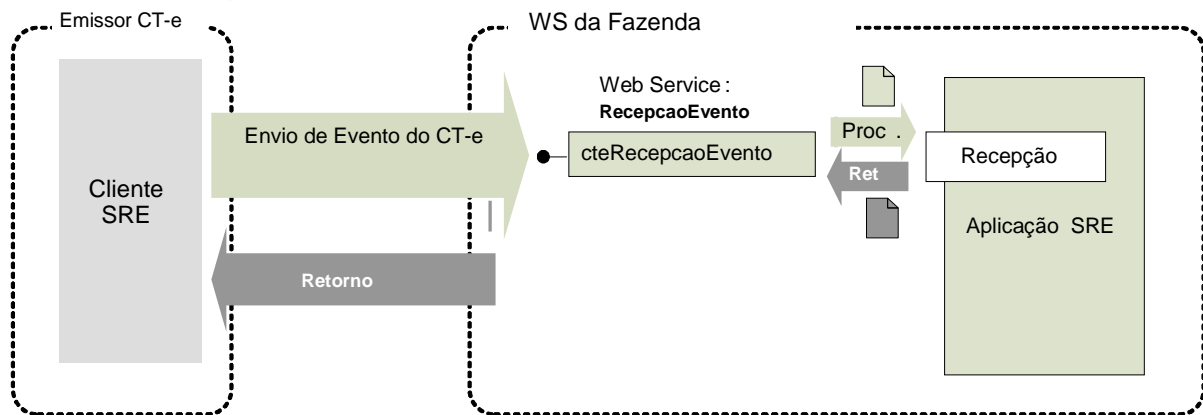 Emissor CT-e
WS da Fazenda
Web Service :
RecepcaoEvento
Envio de Evento do CT-e
cteRecepcaoEvento
Proc .
Recepção
Ret
Cliente
SRE
Aplicação SRE
Retorno